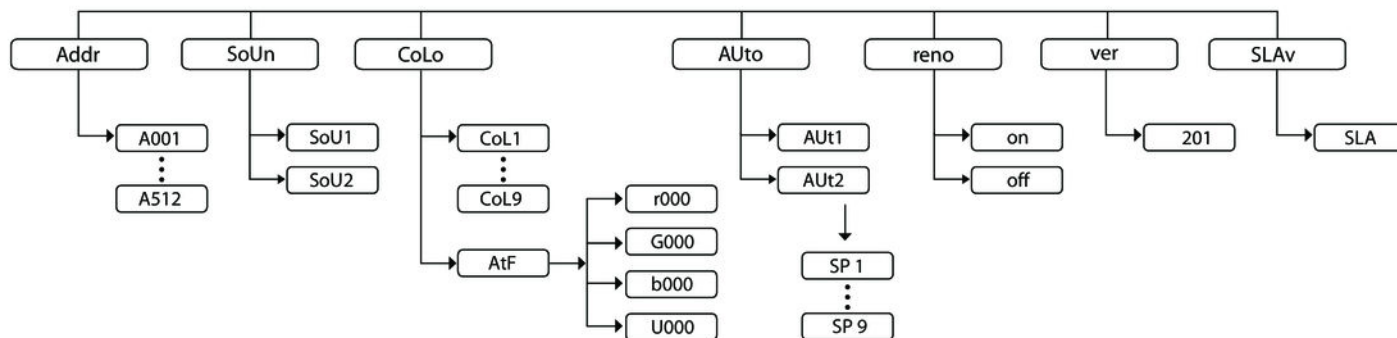 Addr SoUn CoLo AUto reno ver SLAv
A001 SoU1 CoL1 AUt1 on 201 SLA
SoU2 AUt2 off
A512 CoL9 r000
G000
AtF SP 1
b000
U000 SP 9